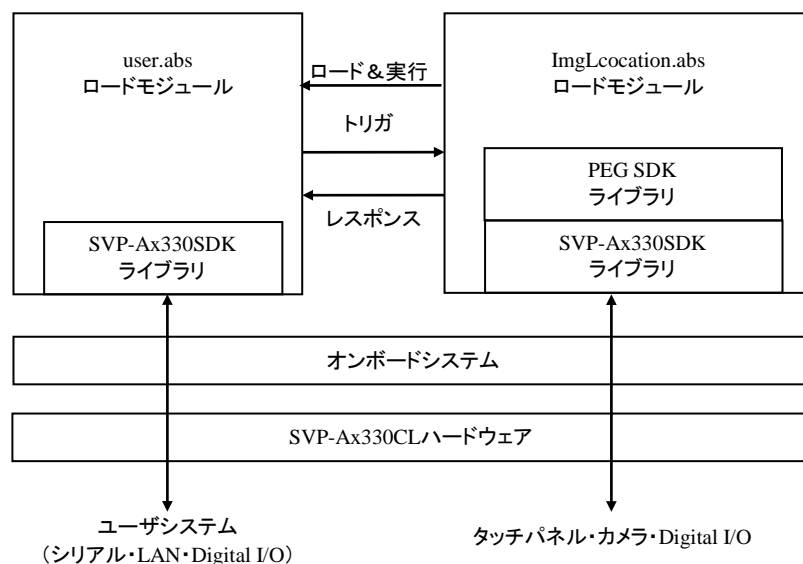 user.abs
ロードモジュール
ロード＆実行
トリガ
レスポンス
ImgLcocation.abs
ロードモジュール
PEG SDK
ライブラリ
SVP-Ax330SDK
ライブラリ
SVP-Ax330SDK
ライブラリ
オンボードシステム
SVP-Ax330CLハードウェア
ユーザシステム
（シリアル・LAN・Digital I/O）
タッチパネル・カメラ・Digital I/O